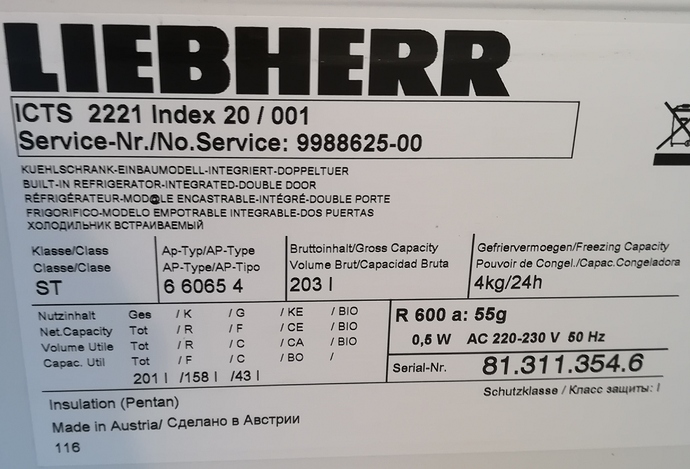 LIEBHERR
ICTS 2221 Index 20 / 001
Service-Nr./No.Service: 9988625-00
KUEHLSCHRANK-EINBAUMODELL-INTEGRIERT-DOPPELTUER
BUILT-IN REFRIGERATOR-INTEGRATED-DOUBLE DOOR
RÉFRIGÉRATEUR-MOD@LE ENCASTRABLE-INTÉGRÉ-DOUBLE PORTE
FRIGORIFICO-MODELO EMPOTRABLE INTEGRABLE-DOS PUERTAS
ХОЛОДИЛЬНИК ВСТРАИВАЕМЫЙ
Klasse/Class Ap-Typ/AP-Type Bruttoinhalt/Gross Capacity Gefriervermoegen/Freezing Capacity
Classe/Clase AP-Type/AP-Tipo Volume Brut/Capacidad Bruta Pouvoir de Congel./Capac.Congeladora
ST 6 6065 4 203 l 4kg/24h
Nutzinhalt Ges / K / G / KE / BIO
Net.Capacity Tot / R / F / CE / BIO
Volume Utile Tot / R / C / CA / BIO
Capac. Util Tot / F / C / BO /
201 l /158 l /43 l
R 600 a: 55g
0,5 W AC 220-230 V 50 Hz
Serial-Nr. 81.311.354.6
Schutzklasse / Класс защиты: I
Insulation (Pentan)
Made in Austria/ Сделано в Австрии
116